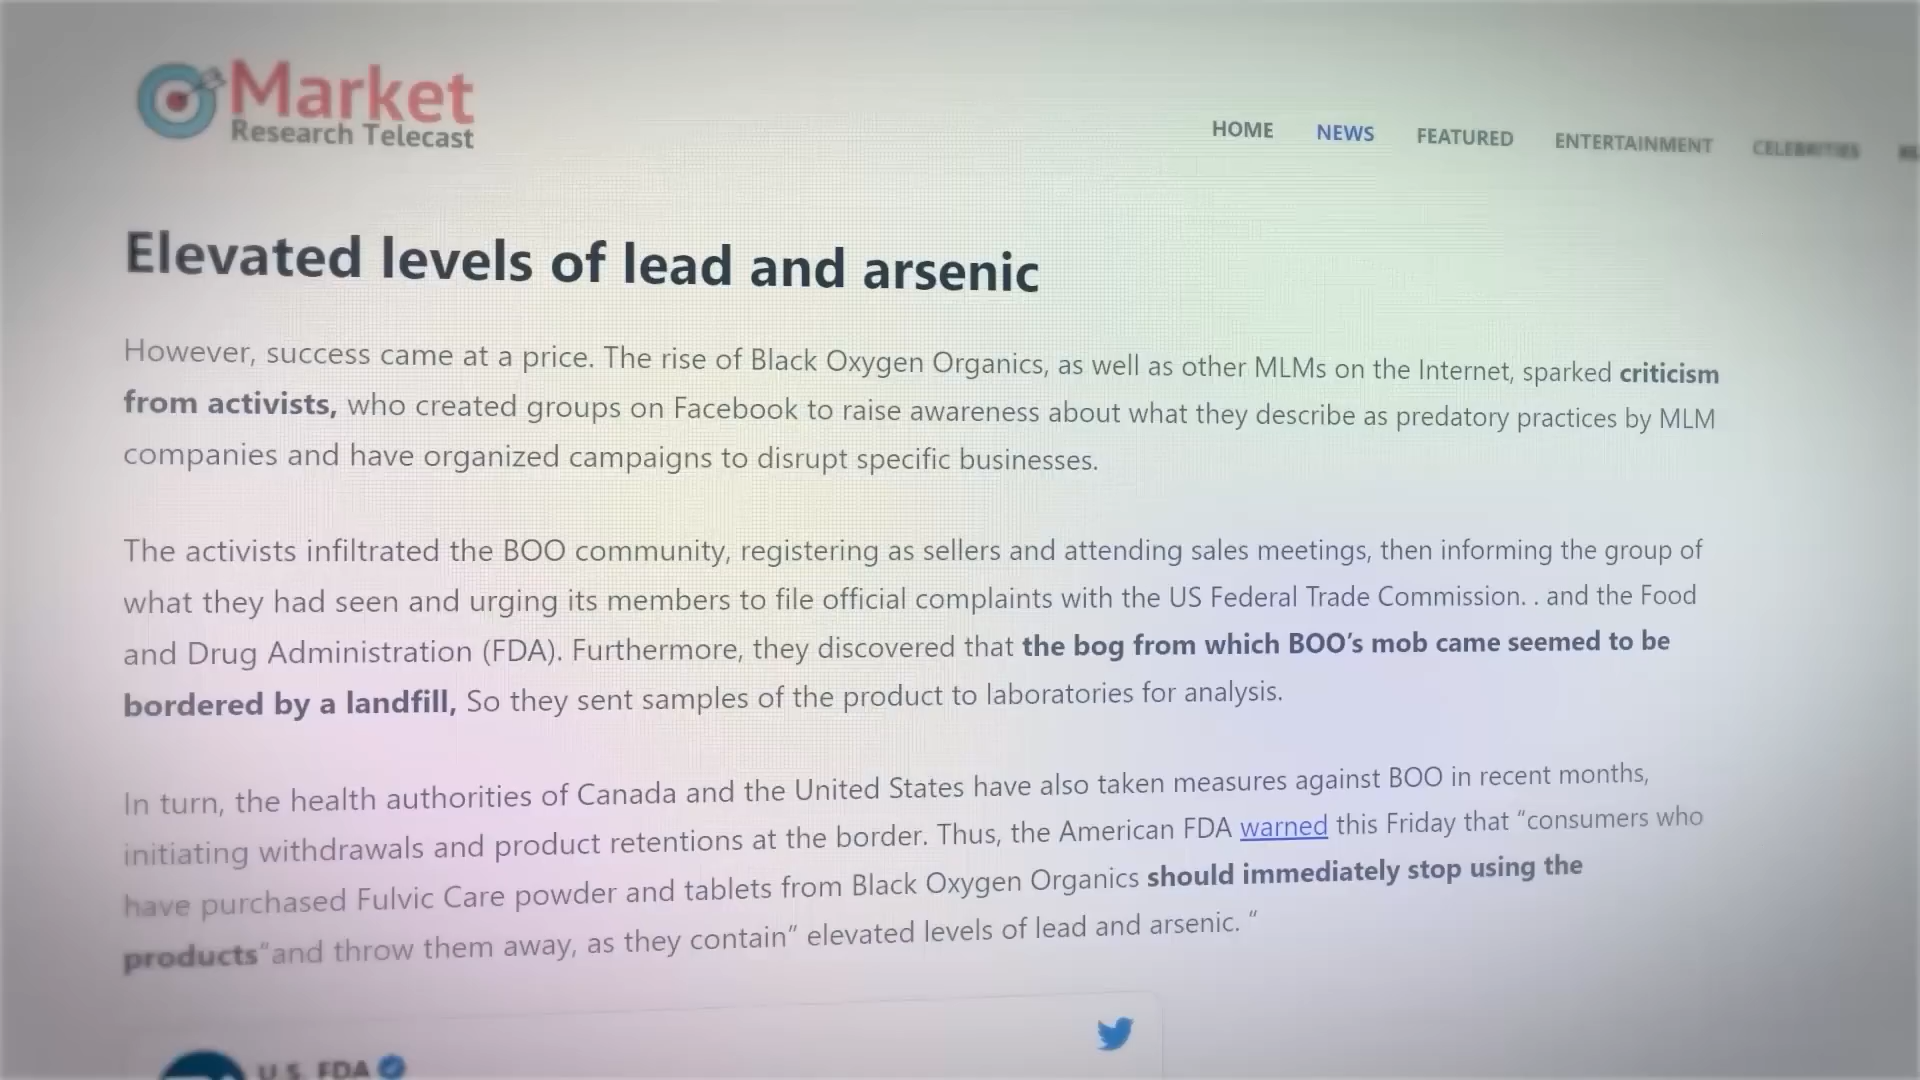 Market
Research Telecast
HOME NEWS FEATURED ENTERTAINMENT CELEBRITIES
Elevated levels of lead and arsenic
However, success came at a price. The rise of Black Oxygen Organics, as well as other MLMs on the Internet, sparked criticism
from activists, who created groups on Facebook to raise awareness about what they describe as predatory practices by MLM
companies and have organized campaigns to disrupt specific businesses.
The activists infiltrated the BOO community, registering as sellers and attending sales meetings, then informing the group of
what they had seen and urging its members to file official complaints with the US Federal Trade Commission. . and the Food
and Drug Administration (FDA). Furthermore, they discovered that the bog from which BOO’s mob came seemed to be
bordered by a landfill, So they sent samples of the product to laboratories for analysis.
In turn, the health authorities of Canada and the United States have also taken measures against BOO in recent months,
initiating withdrawals and product retentions at the border. Thus, the American FDA warned this Friday that “consumers who
have purchased Fulvic Care powder and tablets from Black Oxygen Organics should immediately stop using the
products“and throw them away, as they contain” elevated levels of lead and arsenic. “
U.S. FDA